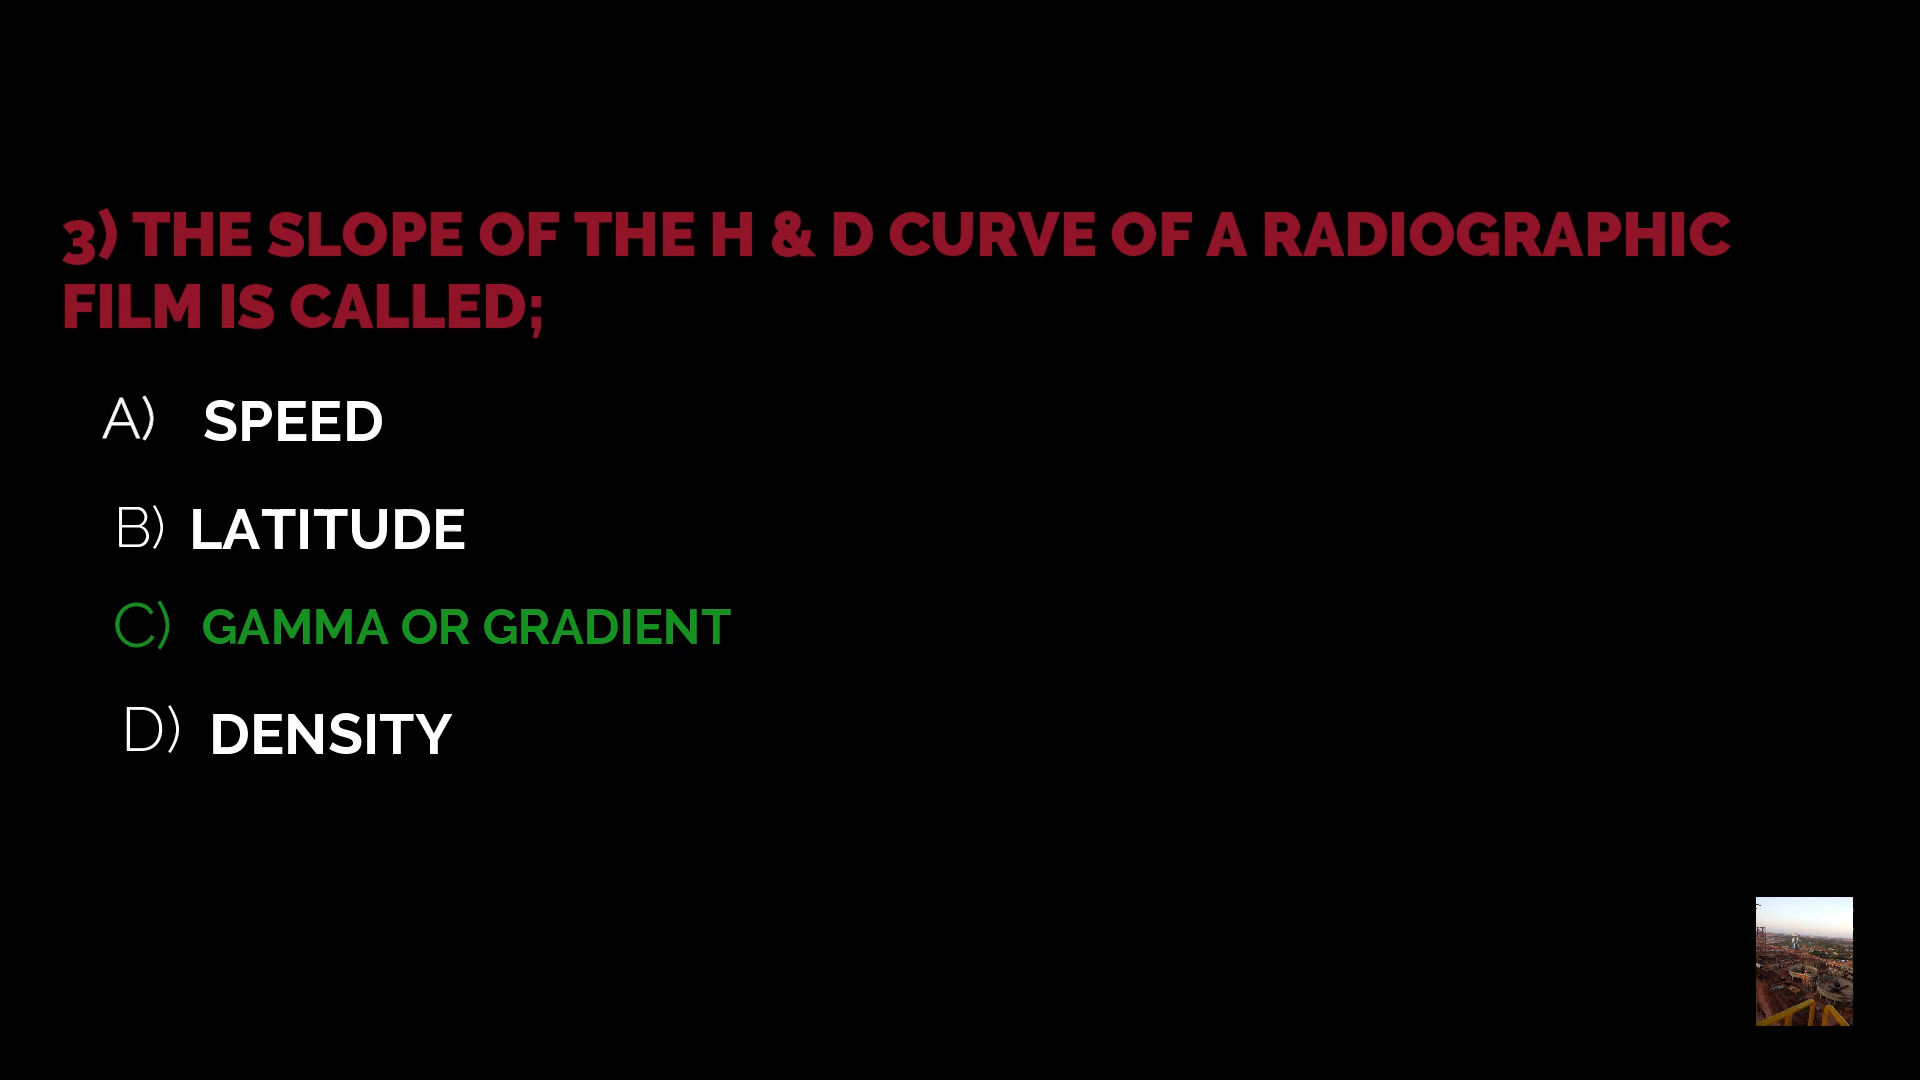 3) THE SLOPE OF THE H & D CURVE OF A RADIOGRAPHIC
FILM IS CALLED;
A) SPEED
B) LATITUDE
C) GAMMA OR GRADIENT
D) DENSITY